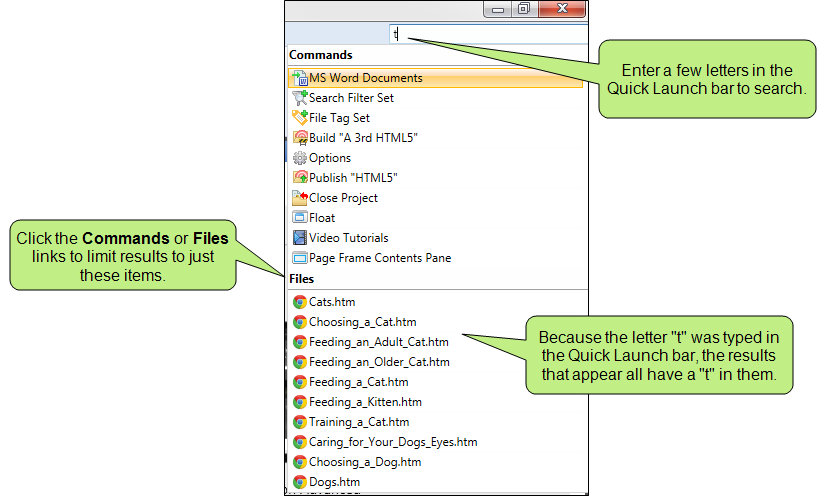 t
Commands
MS Word Documents
Search Filter Set
File Tag Set
Build "A 3rd HTML5"
Options
Publish "HTML5"
Close Project
Float
Video Tutorials
Page Frame Contents Pane
Files
Cats.htm
Choosing_a_Cat.htm
Feeding_an_Adult_Cat.htm
Feeding_an_Older_Cat.htm
Feeding_a_Cat.htm
Feeding_a_Kitten.htm
Training_a_Cat.htm
Caring_for_Your_Dogs_Eyes.htm
Choosing_a_Dog.htm
Dogs.htm
Enter a few letters in the
Quick Launch bar to search.
Click the Commands or Files
links to limit results to just
these items.
Because the letter "t" was typed in
the Quick Launch bar, the results
that appear all have a "t" in them.